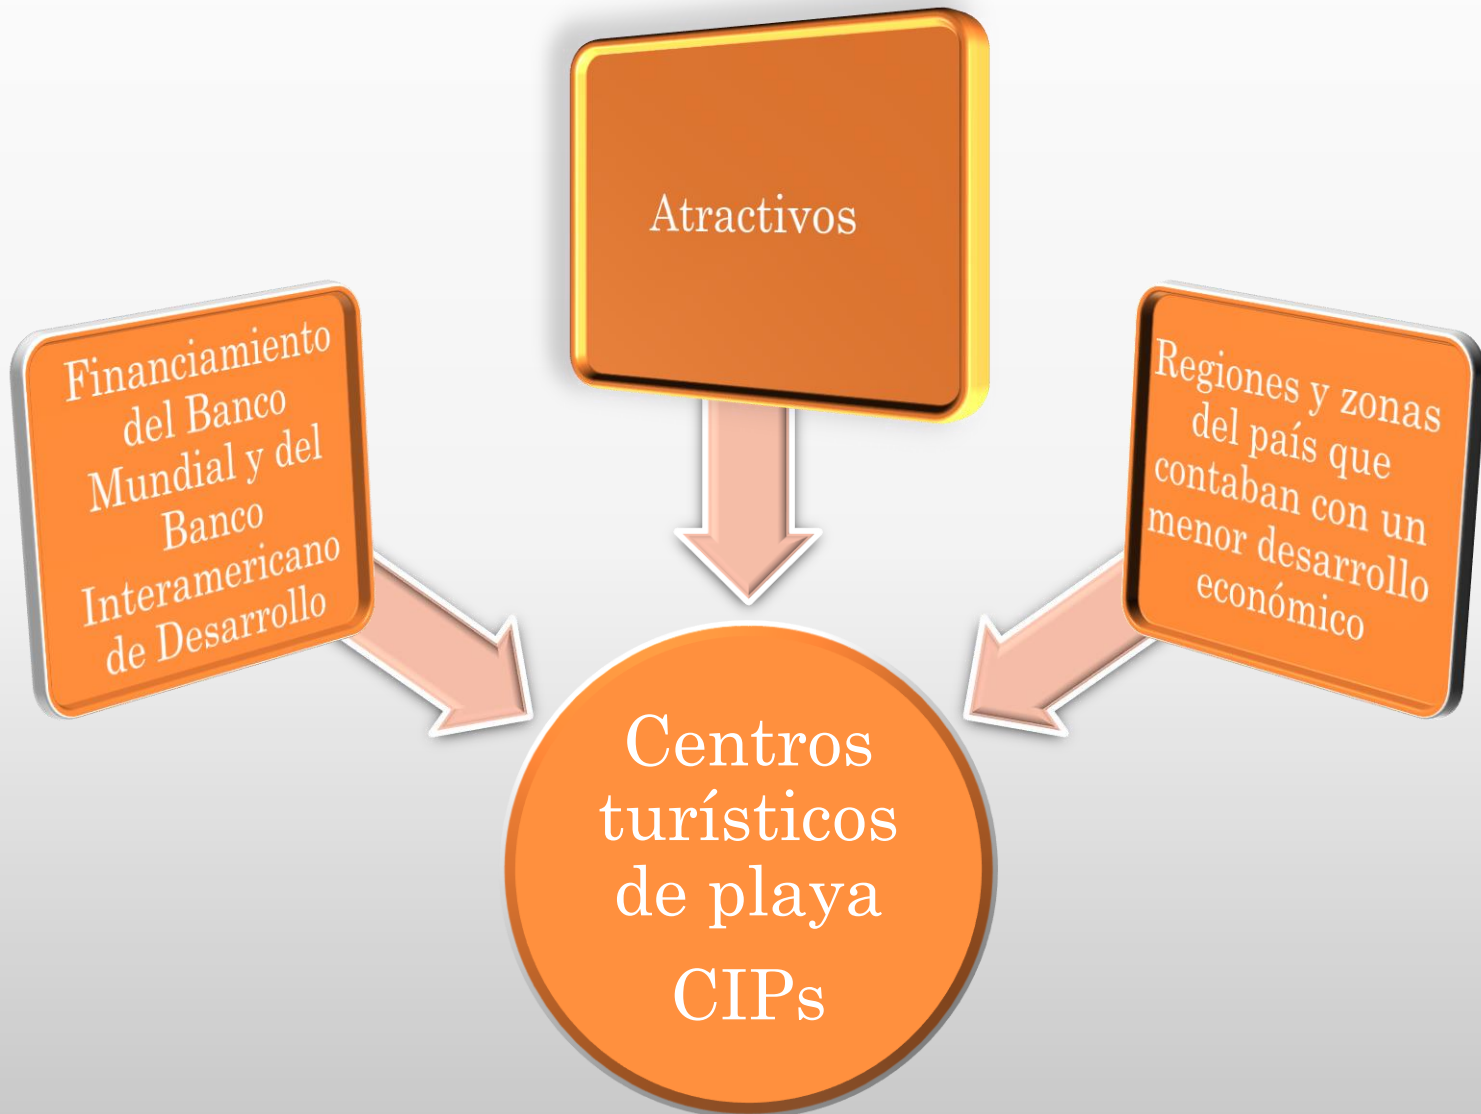 Atractivos
Financiamiento
del Banco
Mundial y del
Banco
Interamericano
de Desarrollo
Regiones y zonas
del país que
contaban con un
menor desarrollo
económico
Centros
turísticos
de playa
CIPs